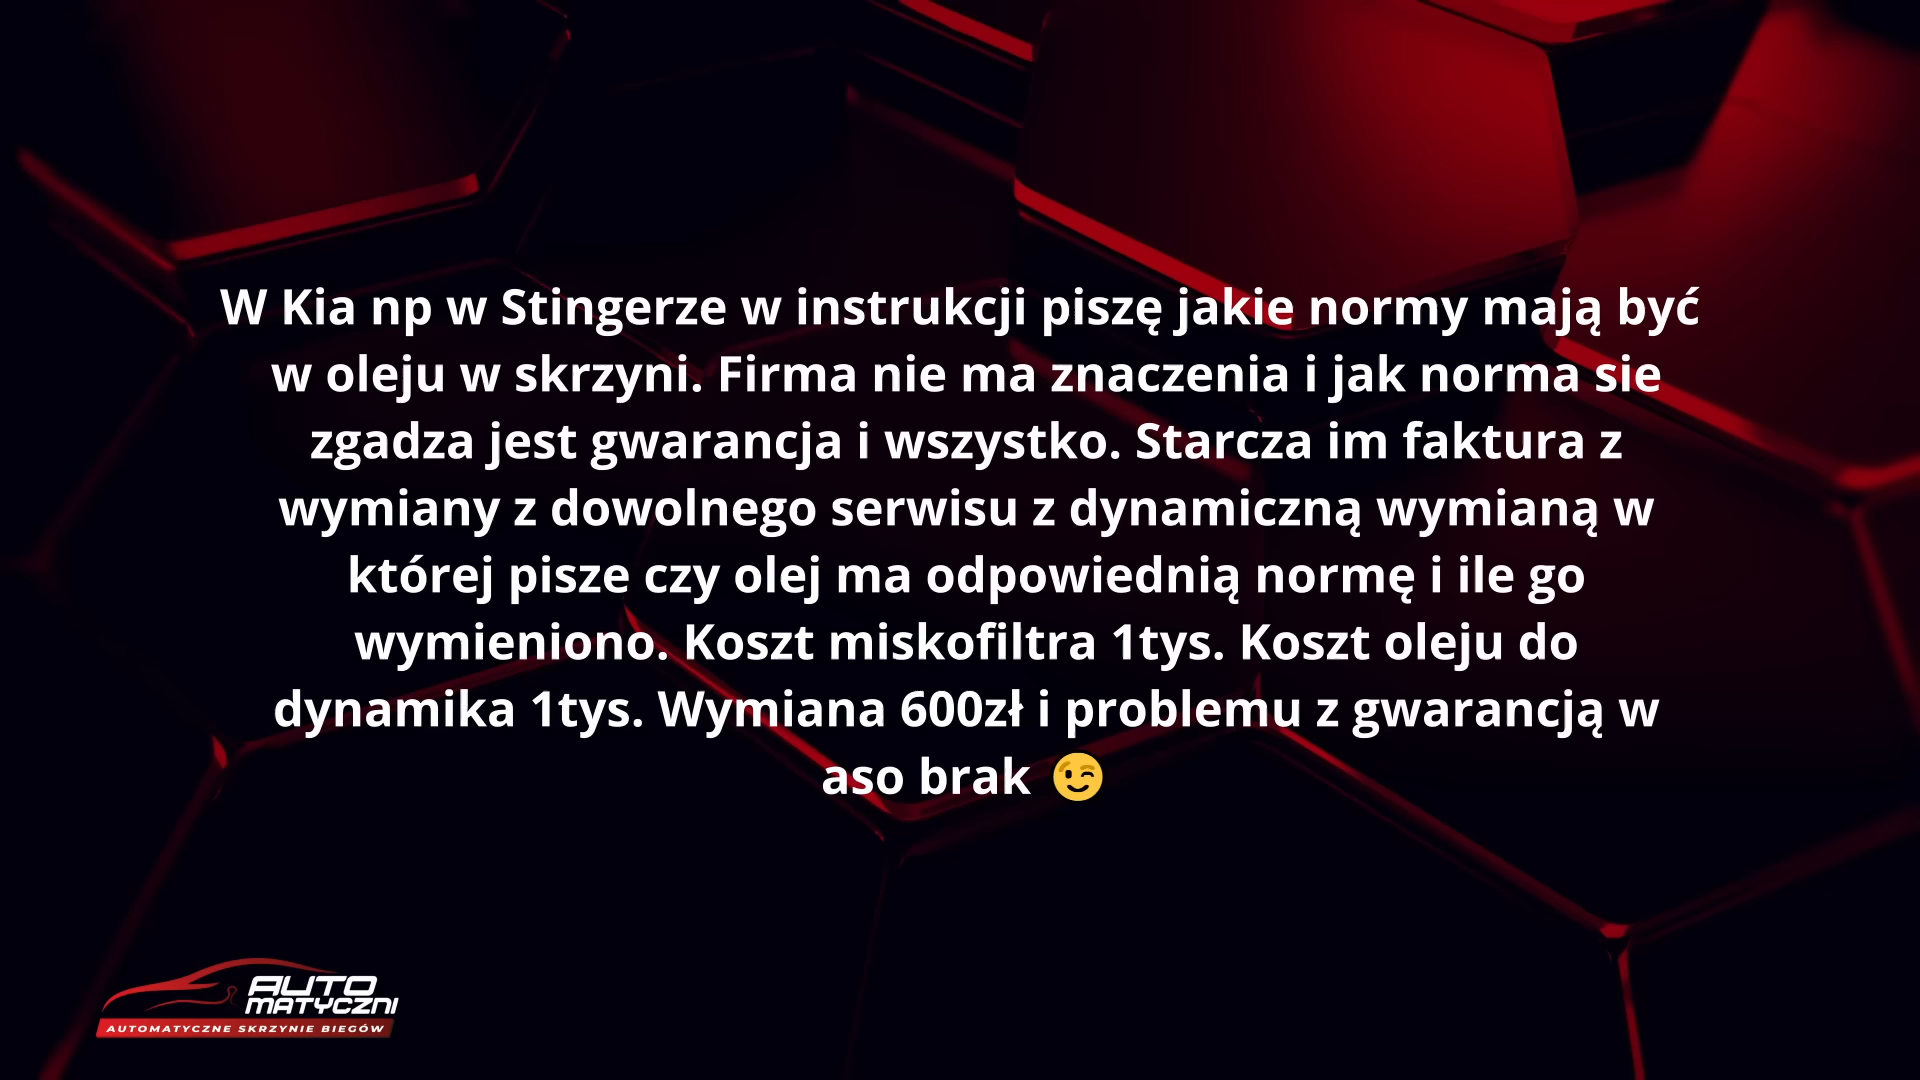 W Kia np w Stingerze w instrukcji piszę jakie normy mają być
w oleju w skrzyni. Firma nie ma znaczenia i jak norma sie
zgadza jest gwarancja i wszystko. Starcza im faktura z
wymiany z dowolnego serwisu z dynamiczną wymianą w
której pisze czy olej ma odpowiednią normę i ile go
wymieniono. Koszt miskofiltra 1tys. Koszt oleju do
dynamika 1tys. Wymiana 600zł i problemu z gwarancją w
aso brak 😉
AUTO
MATYCZNI
AUTOMATYCZNE SKRZYNIE BIEGÓW